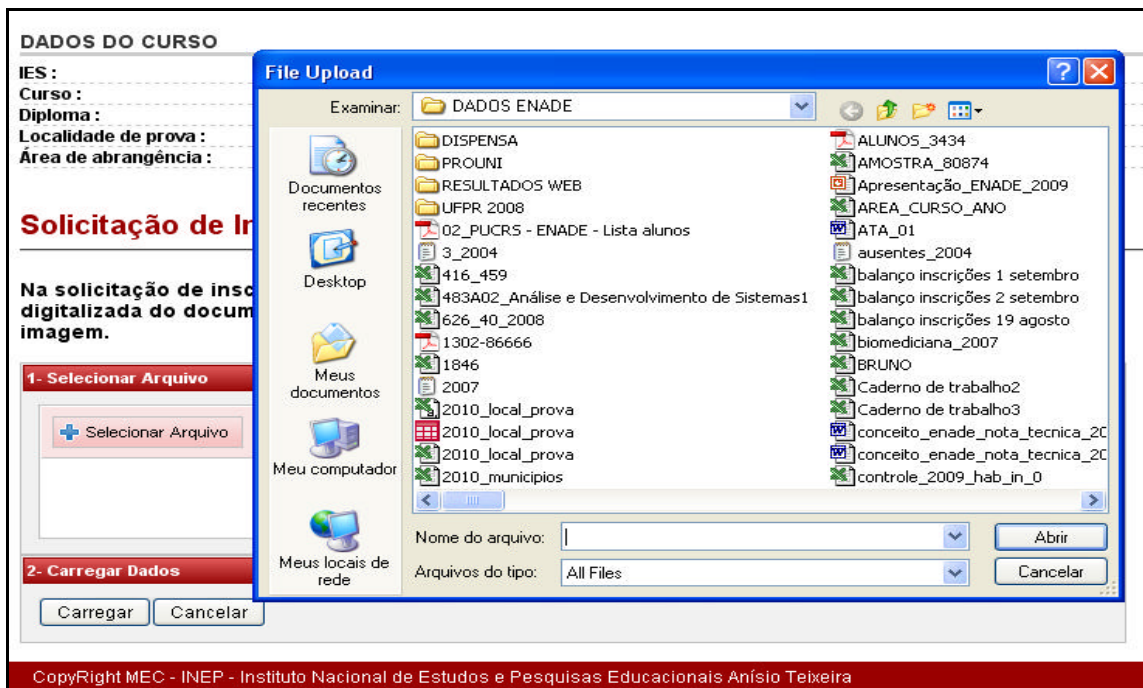 DADOS DO CURSO
IES :
Curso :
Diploma :
Localidade de prova :
Área de abrangência :
Solicitação de In
Na solicitação de insc
digitalizada do docum
imagem.
1- Selecionar Arquivo
Selecionar Arquivo
2- Carregar Dados
Carregar
Cancelar
File Upload
Examinar:
DADOS ENADE
Documentos
recentes
Desktop
Meus
documentos
Meu computador
Meus locais de
rede
DISPENSA
PROUNI
RESULTADOS WEB
UFPR 2008
02_PUCRS - ENADE - Lista alunos
3_2004
416_459
483A02_Análise e Desenvolvimento de Sistemas1
626_40_2008
1302-86666
1846
2007
2010_local_prova
2010_local_prova
2010_local_prova
2010_municipios
ALUNOS_3434
AMOSTRA_80874
Apresentação_ENADE_2009
AREA_CURSO_ANO
ATA_01
ausentes_2004
balanço inscrições 1 setembro
balanço inscrições 2 setembro
balanço inscrições 19 agosto
biomediciana_2007
BRUNO
Caderno de trabalho2
Caderno de trabalho3
conceito_enade_nota_tecnica_20
conceito_enade_nota_tecnica_20
controle_2009_hab_in_0
Nome do arquivo:
Abrir
Arquivos do tipo:
All Files
Cancelar
CopyRight MEC - INEP - Instituto Nacional de Estudos e Pesquisas Educacionais Anísio Teixeira